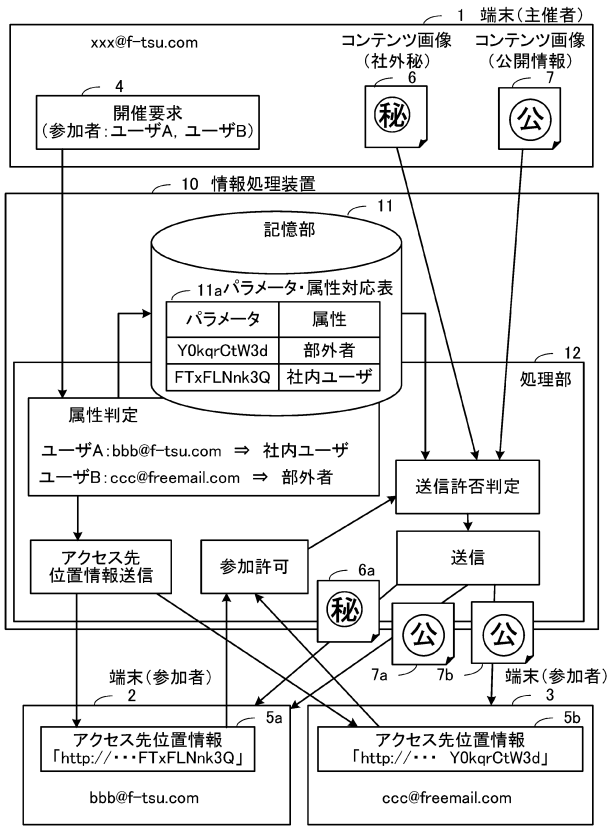 1 端末(主催者)
xxx@f-tsu.com
コンテンツ画像
(社外秘)
6
コンテンツ画像
(公開情報)
7
4
開催要求
(参加者:ユーザA, ユーザB)
秘
公
10 情報処理装置
11
記憶部
11aパラメータ・属性対応表
パラメータ 属性
Y0kqrCtW3d 部外者
FTxFLNnk3Q 社内ユーザ
12
処理部
属性判定
ユーザA:bbb@f-tsu.com ⇒ 社内ユーザ
ユーザB:ccc@freemail.com ⇒ 部外者
送信許否判定
アクセス先
位置情報送信
参加許可
送信
6a
秘
公
公
7a
7b
端末(参加者)
2
端末(参加者)
3
5a
アクセス先位置情報
「http://・・・FTxFLNnk3Q」
bbb@f-tsu.com
5b
アクセス先位置情報
「http://・・・ Y0kqrCtW3d」
ccc@freemail.com